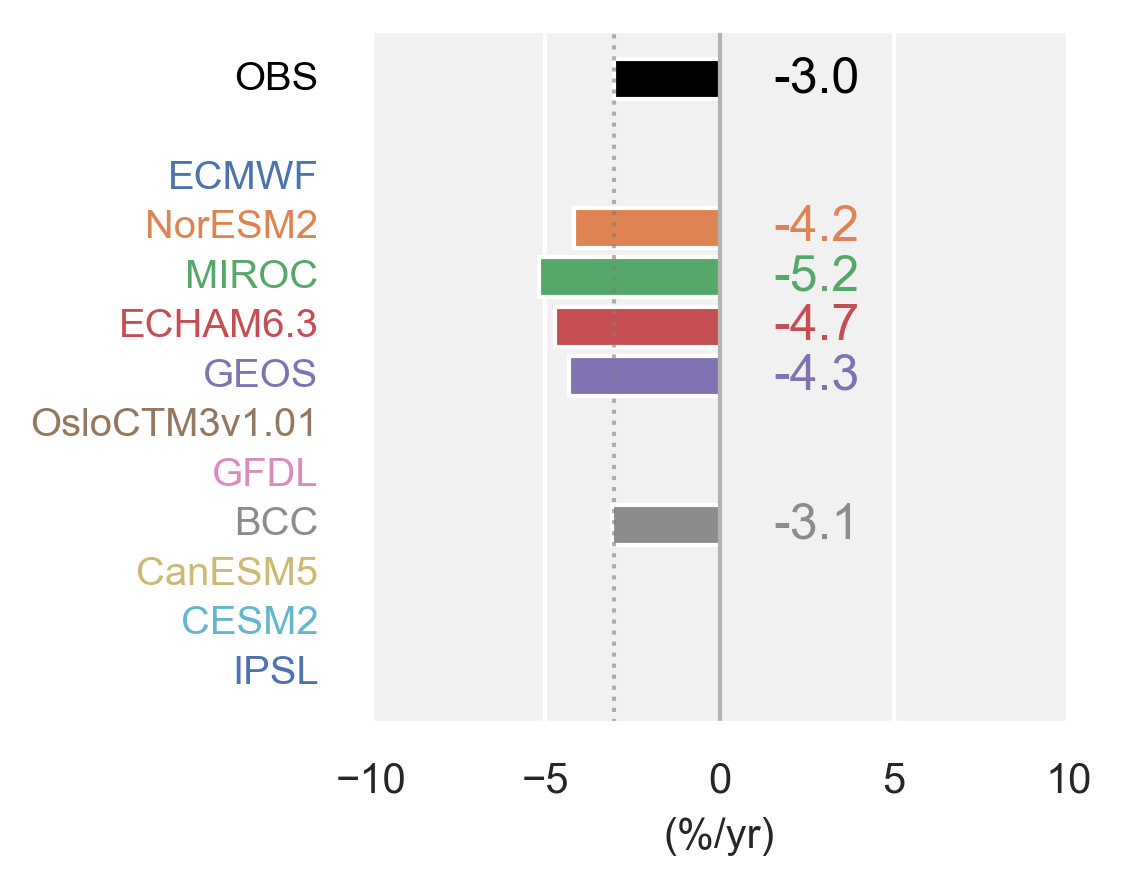 OBS -3.0
ECMWF
NorESM2 -4.2
MIROC -5.2
ECHAM6.3 -4.7
GEOS -4.3
OsloCTM3v1.01
GFDL
BCC -3.1
CanESM5
CESM2
IPSL
−10 −5 0 5 10
(%/yr)